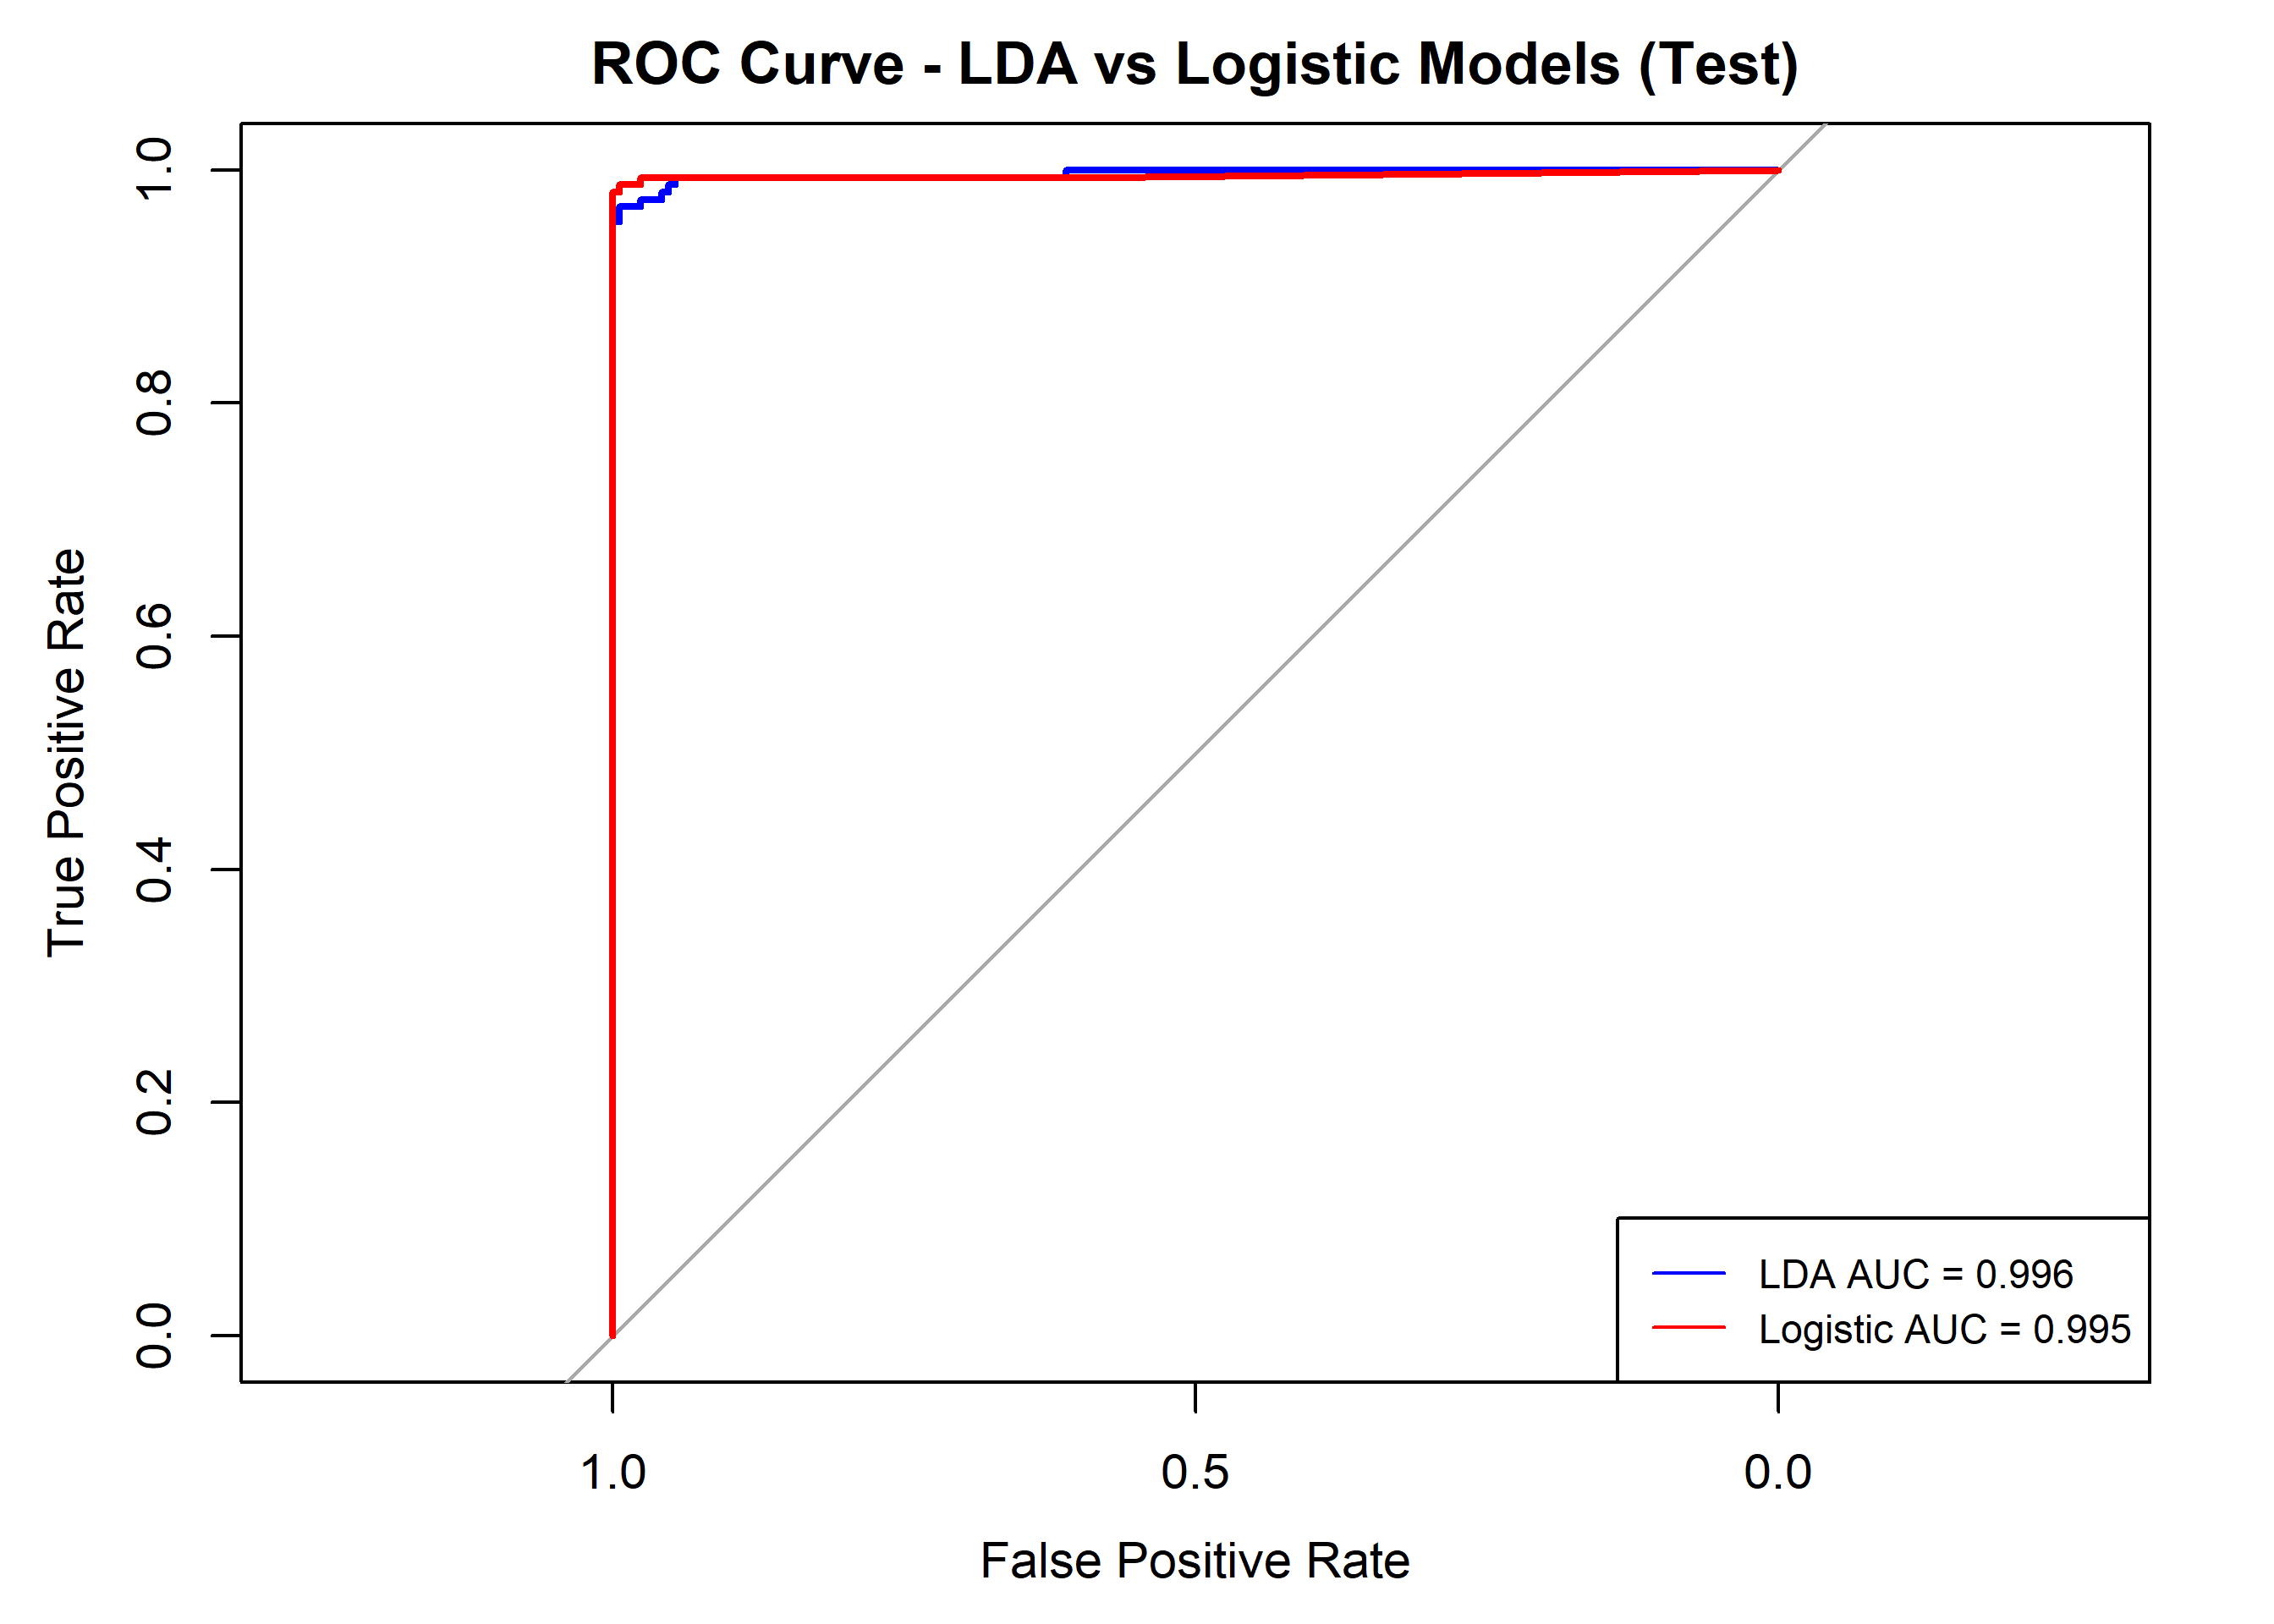 ROC Curve - LDA vs Logistic Models (Test)
True Positive Rate
1.0
0.8
0.6
0.4
0.2
0.0
LDA AUC = 0.996
Logistic AUC = 0.995
1.0 0.5 0.0
False Positive Rate